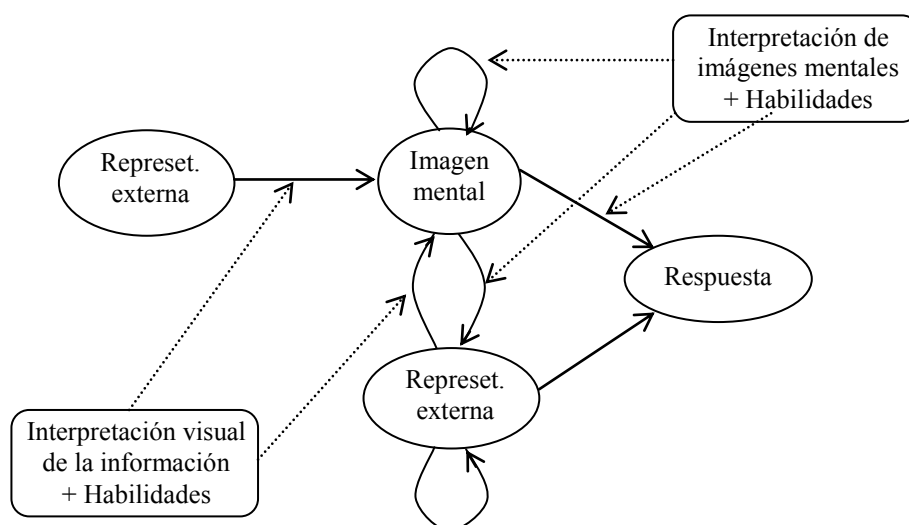 Interpretación de
imágenes mentales
+ Habilidades
Represet.
externa
Imagen
mental
Respuesta
Represet.
externa
Interpretación visual
de la información
+ Habilidades